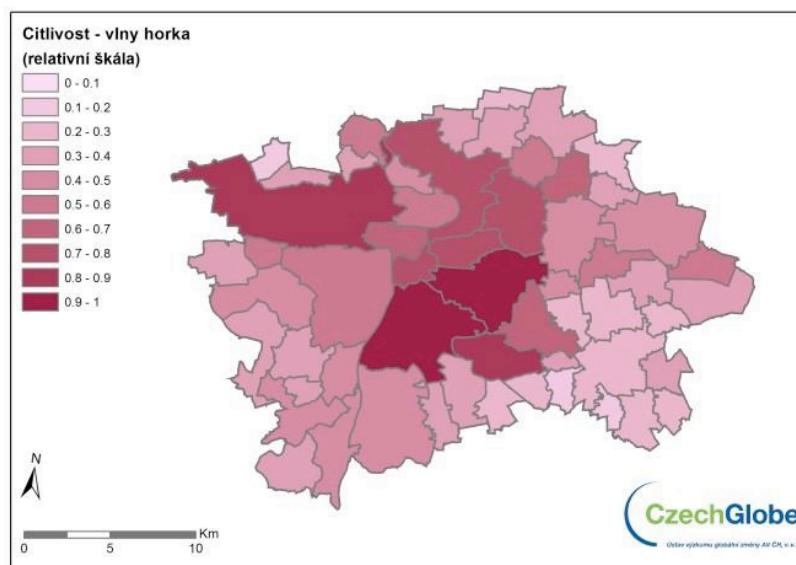 Citlivost - vlny horka
(relativní škála)
0 - 0.1
0.1 - 0.2
0.2 - 0.3
0.3 - 0.4
0.4 - 0.5
0.5 - 0.6
0.6 - 0.7
0.7 - 0.8
0.8 - 0.9
0.9 - 1
N
Km
0 5 10
CzechGlobe
Ústav výzkumu globální změny AV ČR, v.v.